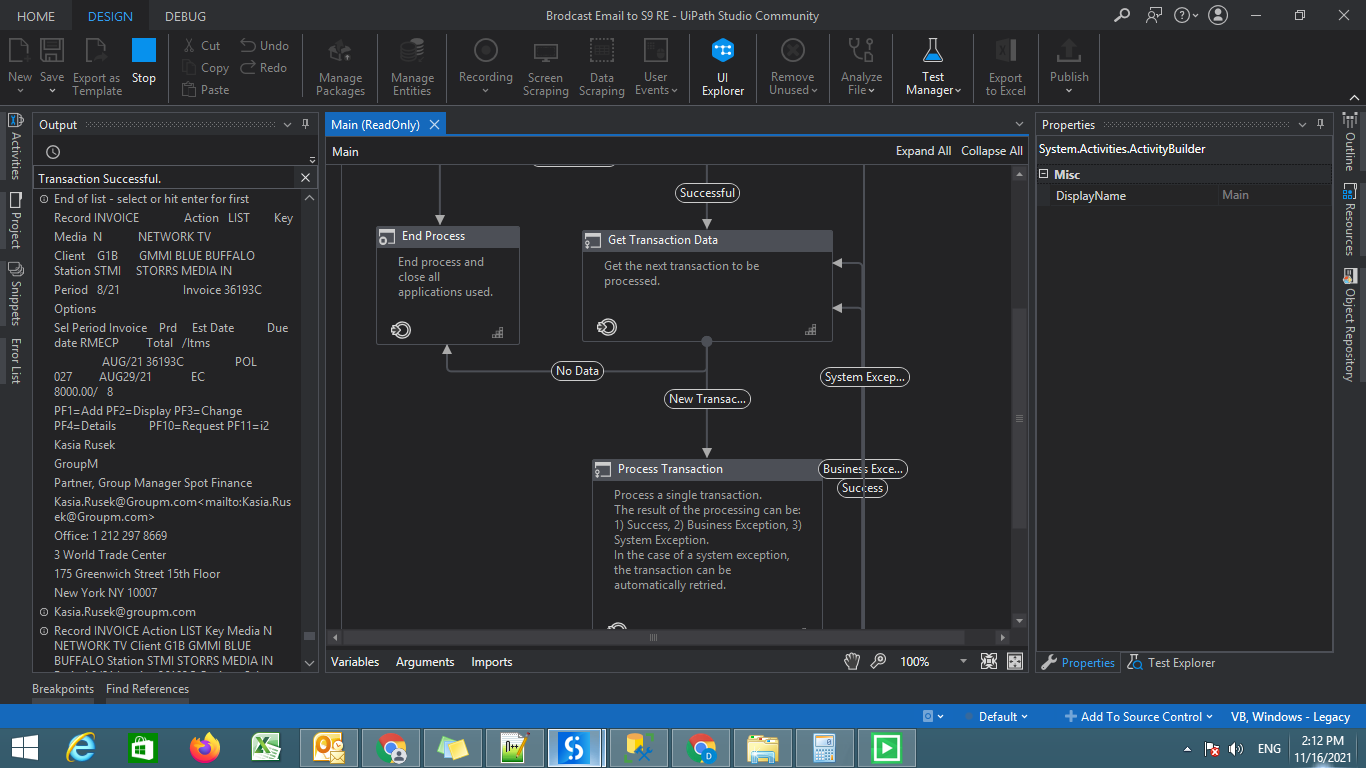 HOME DESIGN DEBUG
Brodcast Email to S9 RE - UiPath Studio Community
New
Save
Export as Template
Stop
Cut
Copy
Paste
Undo
Redo
Manage Packages
Manage Entities
Recording
Screen Scraping
Data Scraping
User Events
UI Explorer
Remove Unused
Analyze File
Test Manager
Export to Excel
Publish
Activities
Project
Snippets
Error List
Output
Transaction Successful.
End of list - select or hit enter for first
Record INVOICE Action LIST Key
Media N NETWORK TV
Client G1B GMMI BLUE BUFFALO
Station STMI STORRS MEDIA IN
Period 8/21 Invoice 36193C
Options
Sel Period Invoice Prd Est Date Due
date RMECP Total /Itms
AUG/21 36193C POL
027 AUG29/21 EC
8000.00/ 8
PF1=Add PF2=Display PF3=Change
PF4=Details PF10=Request PF11=i2
Kasia Rusek
GroupM
Partner, Group Manager Spot Finance
Kasia.Rusek@Groupm.com<mailto:Kasia.Rus
ek@Groupm.com>
Office: 1 212 297 8669
3 World Trade Center
175 Greenwich Street 15th Floor
New York NY 10007
Kasia.Rusek@groupm.com
Record INVOICE Action LIST Key Media N
NETWORK TV Client G1B GMMI BLUE
BUFFALO Station STMI STORRS MEDIA IN
Breakpoints Find References
Main (ReadOnly)
Main
Expand All Collapse All
Successful
End Process
End process and
close all
applications used.
Get Transaction Data
Get the next transaction to be
processed.
No Data
System Excep...
New Transac...
Process Transaction
Business Exce...
Success
Process a single transaction.
The result of the processing can be:
1) Success, 2) Business Exception, 3)
System Exception.
In the case of a system exception,
the transaction can be
automatically retried.
Variables Arguments Imports
100%
Properties
System.Activities.ActivityBuilder
Misc
DisplayName Main
Properties Test Explorer
Outline
Resources
Object Repository
Default
Add To Source Control
VB, Windows - Legacy
ENG
2:12 PM
11/16/2021